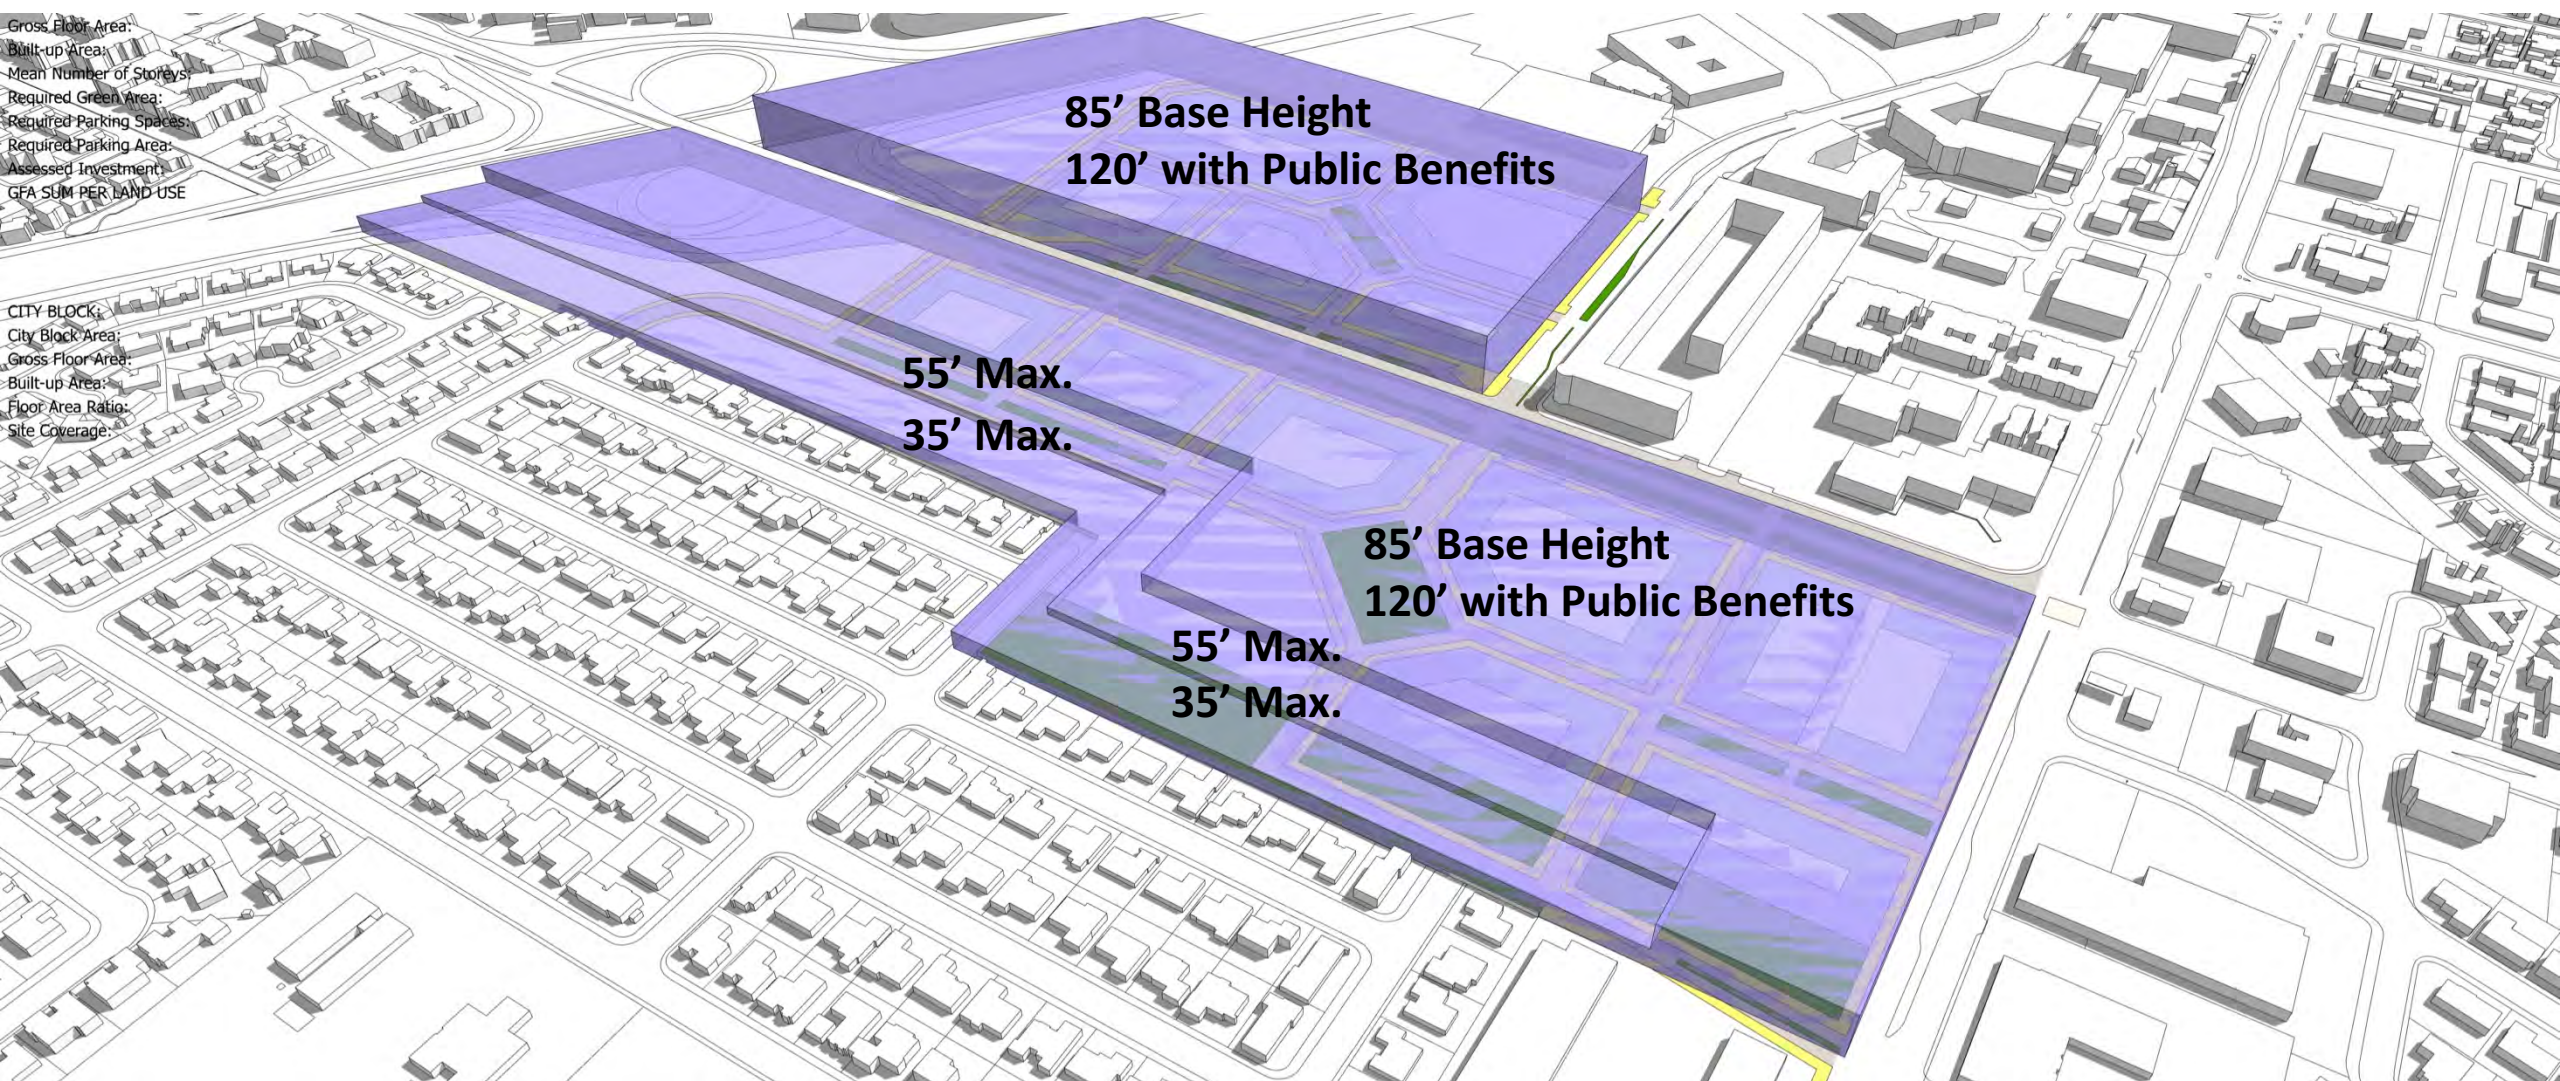 Gross Floor Area:
Built-up Area:
Mean Number of Storeys:
Required Green Area:
Required Parking Spaces:
Required Parking Area:
Assessed Investment:
GFA SUM PER LAND USE
CITY BLOCK:
City Block Area:
Gross Floor Area:
Built-up Area:
Floor Area Ratio:
Site Coverage:
85’ Base Height
120’ with Public Benefits
55’ Max.
35’ Max.
85’ Base Height
120’ with Public Benefits
55’ Max.
35’ Max.